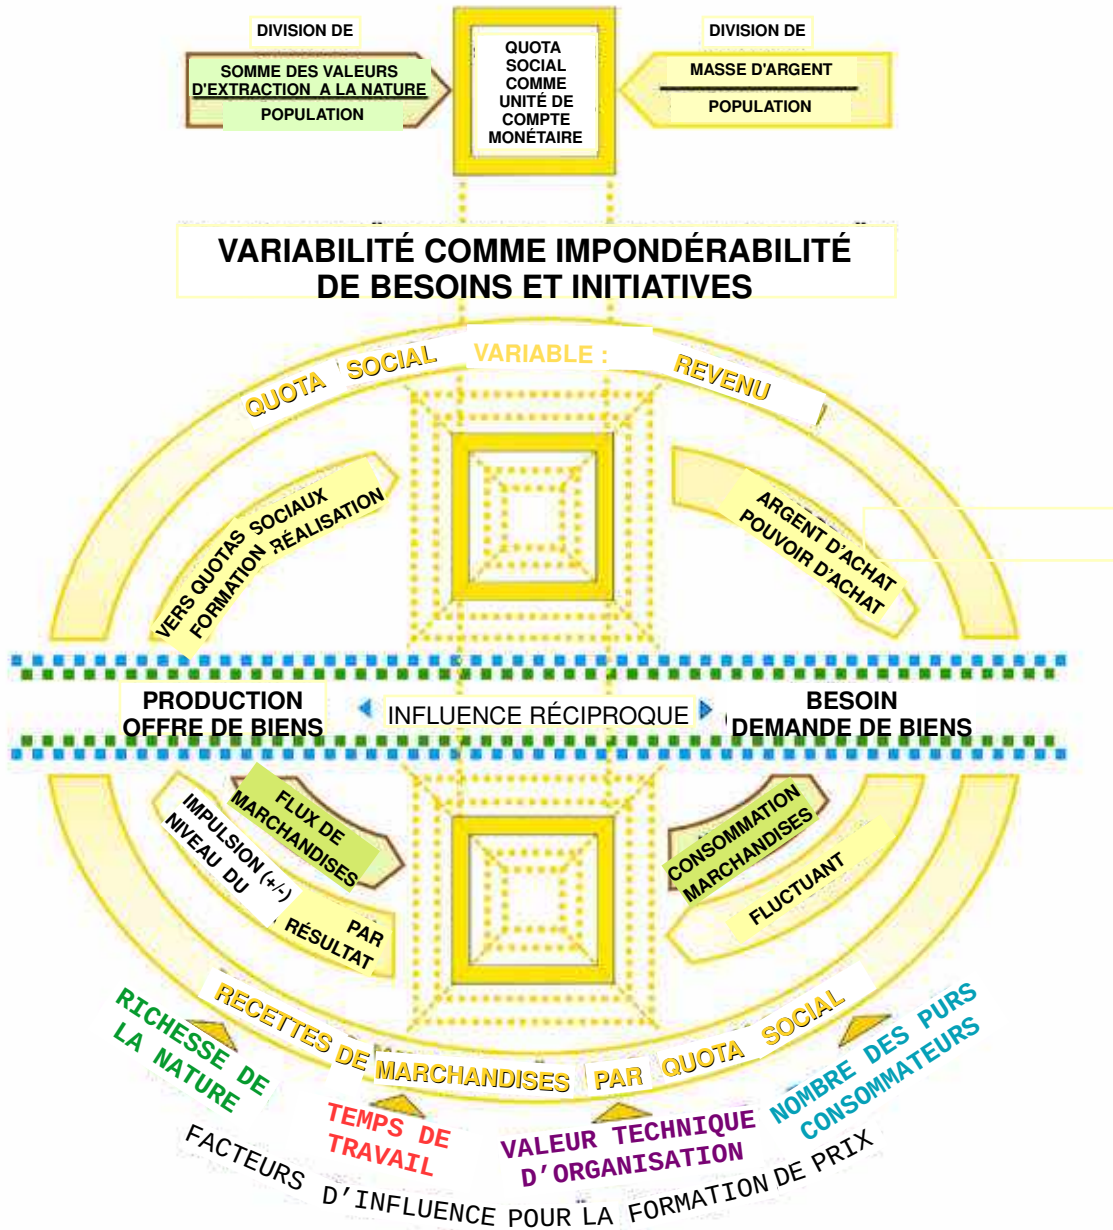 DIVISION DE
SOMME DES VALEURS
D'EXTRACTION A LA NATURE
POPULATION
QUOTA
SOCIAL
COMME
UNITÉ DE
COMPTE
MONÉTAIRE
DIVISION DE
MASSE D'ARGENT
POPULATION
VARIABILITÉ COMME IMPONDÉRABILITÉ
DE BESOINS ET INITIATIVES
QUOTA SOCIAL VARIABLE : REVENU /
VERS QUOTAS SOCIAUX
FORMATION RÉALISATION
ARGENT D'ACHAT
POUVOIR D'ACHAT
PRODUCTION
OFFRE DE BIENS
INFLUENCE RÉCIPROQUE
BESOIN
DEMANDE DE BIENS
FLUX DE
MARCHANDISES
IMPULSION (+/-) PAR
NIVEAU DU RÉSULTAT
CONSOMMATION
MARCHANDISES
FLUCTUANT
RECETTES DE MARCHANDISES PAR QUOTA SOCIAL
RICHESSE DE
LA NATURE
TEMPS DE
TRAVAIL
VALEUR TECHNIQUE
D’ORGANISATION
NOMBRE DES PURS
CONSOMMATEURS
FACTEURS D’INFLUENCE POUR LA FORMATION DE PRIX